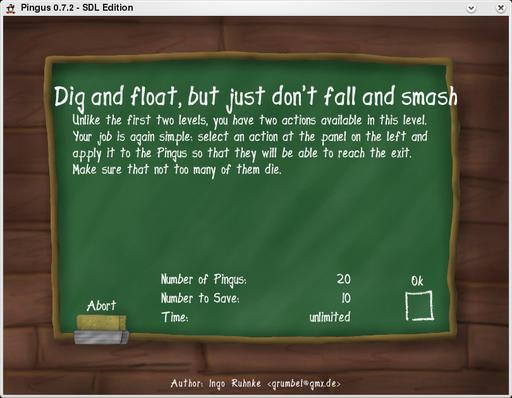 Pingus 0.7.2 - SDL Edition
Dig and float, but just don't fall and smash
Unlike the first two levels, you have two actions available in this level.
Your job is again simple: select an action at the panel on the left and
apply it to the Pingus so that they will be able to reach the exit.
Make sure that not too many of them die.
Number of Pingus: 20
Number to Save: 10
Time: unlimited
Abort
Ok
Author: Ingo Ruhnke <grumbel@gmx.de>